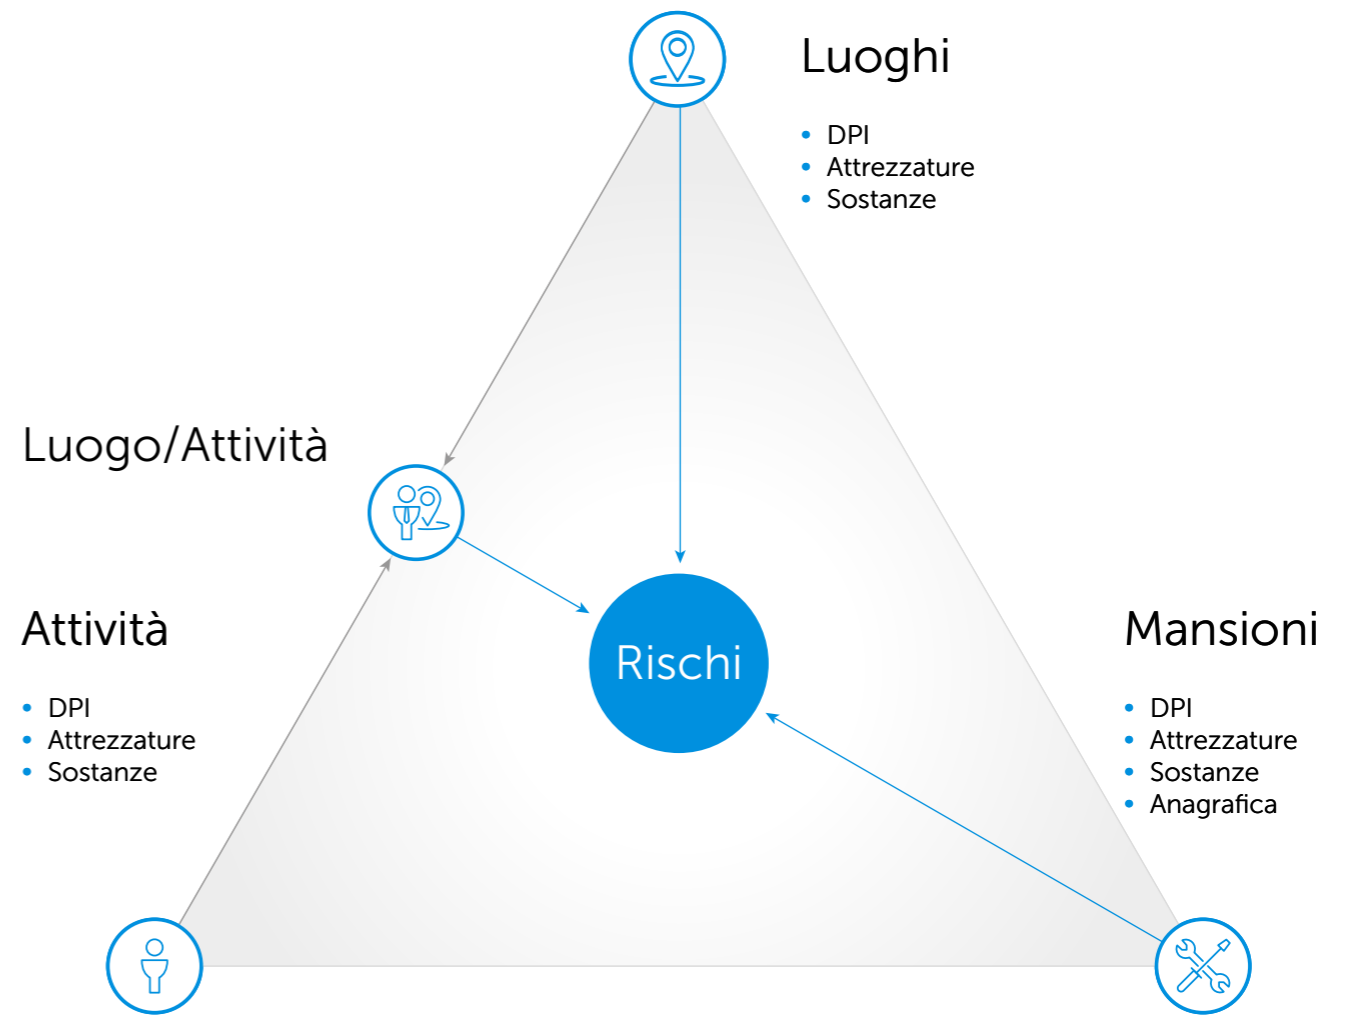 Luoghi
• DPI
• Attrezzature
• Sostanze
Luogo/Attività
Attività
• DPI
• Attrezzature
• Sostanze
Rischi
Mansioni
• DPI
• Attrezzature
• Sostanze
• Anagrafica